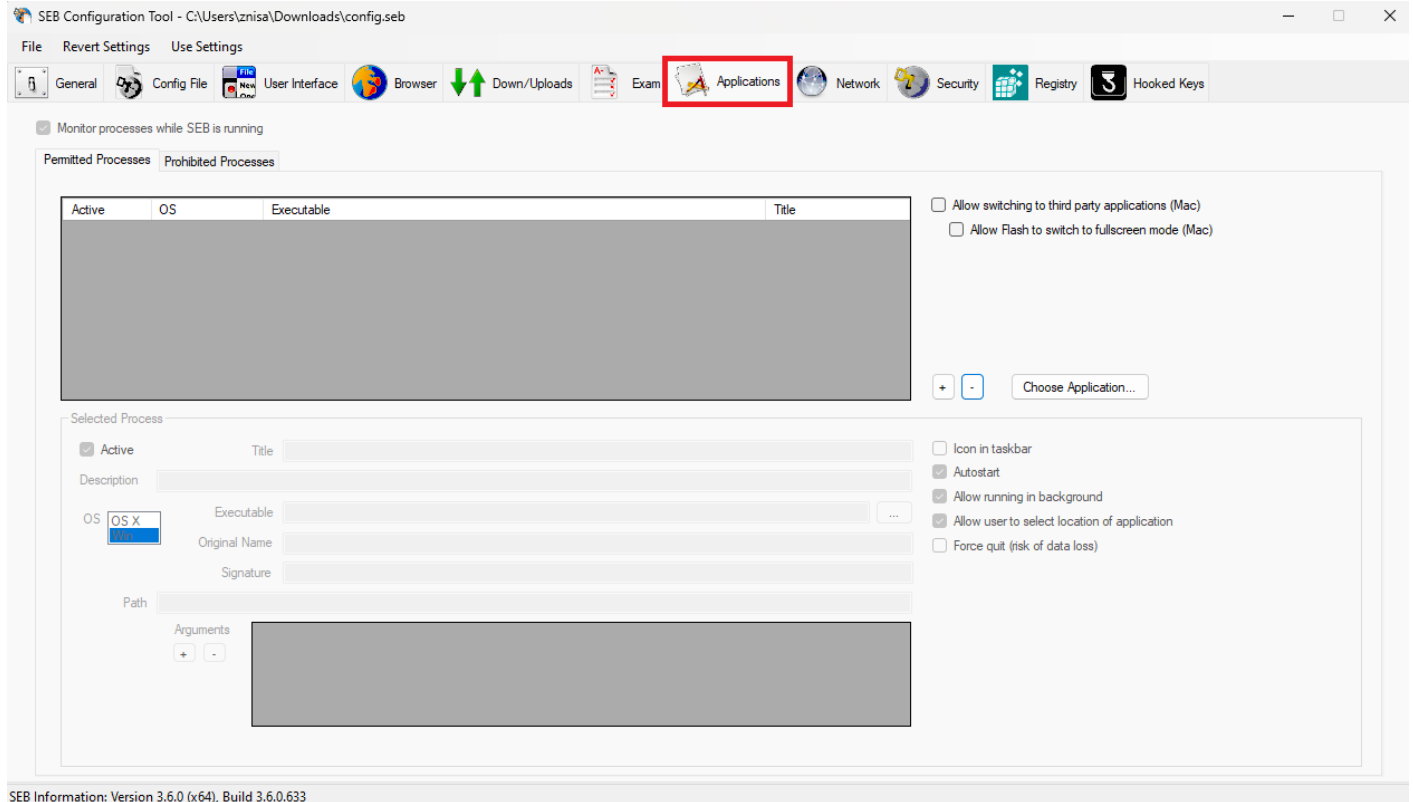 SEB Configuration Tool - C:\Users\znisa\Downloads\config.seb
File Revert Settings Use Settings
General Config File User Interface Browser Down/Uploads Exam Applications Network Security Registry Hooked Keys
Monitor processes while SEB is running
Permitted Processes Prohibited Processes
Active OS Executable Title
Allow switching to third party applications (Mac)
Allow Flash to switch to fullscreen mode (Mac)
+ - Choose Application...
Selected Process
Active Title
Icon in taskbar
Description
Autostart
Executable ...
Allow running in background
OS OS X
Win
Allow user to select location of application
Original Name
Force quit (risk of data loss)
Signature
Path
Arguments
+ -
SEB Information: Version 3.6.0 (x64), Build 3.6.0.633